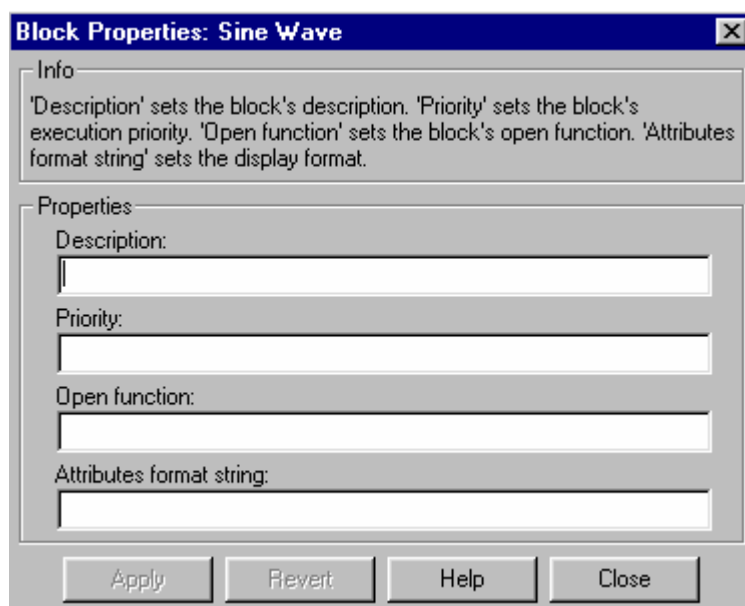 Block Properties: Sine Wave
Info
'Description' sets the block's description. 'Priority' sets the block's
execution priority. 'Open function' sets the block's open function. 'Attributes
format string' sets the display format.
Properties
Description:
Priority:
Open function:
Attributes format string:
Apply Revert Help Close